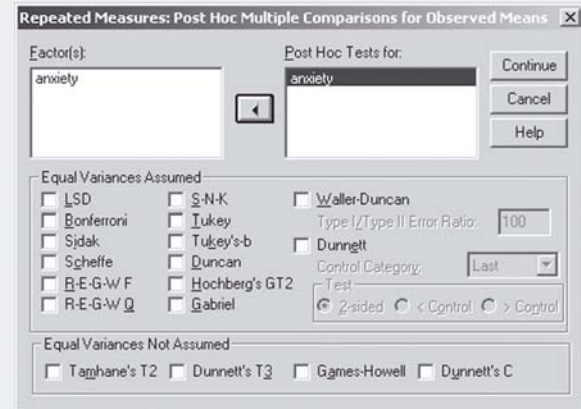 Repeated Measures: Post Hoc Multiple Comparisons for Observed Means
Factor(s): Post Hoc Tests for:
anxiety anxiety
Continue
Cancel
Help
Equal Variances Assumed
LSD S-N-K Waller-Duncan
Bonferroni Tukey Type I/Type II Error Ratio: 100
Sidak Tukey's-b Dunnett
Scheffe Duncan Control Category: Last
R-E-G-W F Hochberg's GT2 Test
R-E-G-W Q Gabriel 2-sided < Control > Control
Equal Variances Not Assumed
Tamhane's T2 Dunnett's T3 Games-Howell Dunnett's C